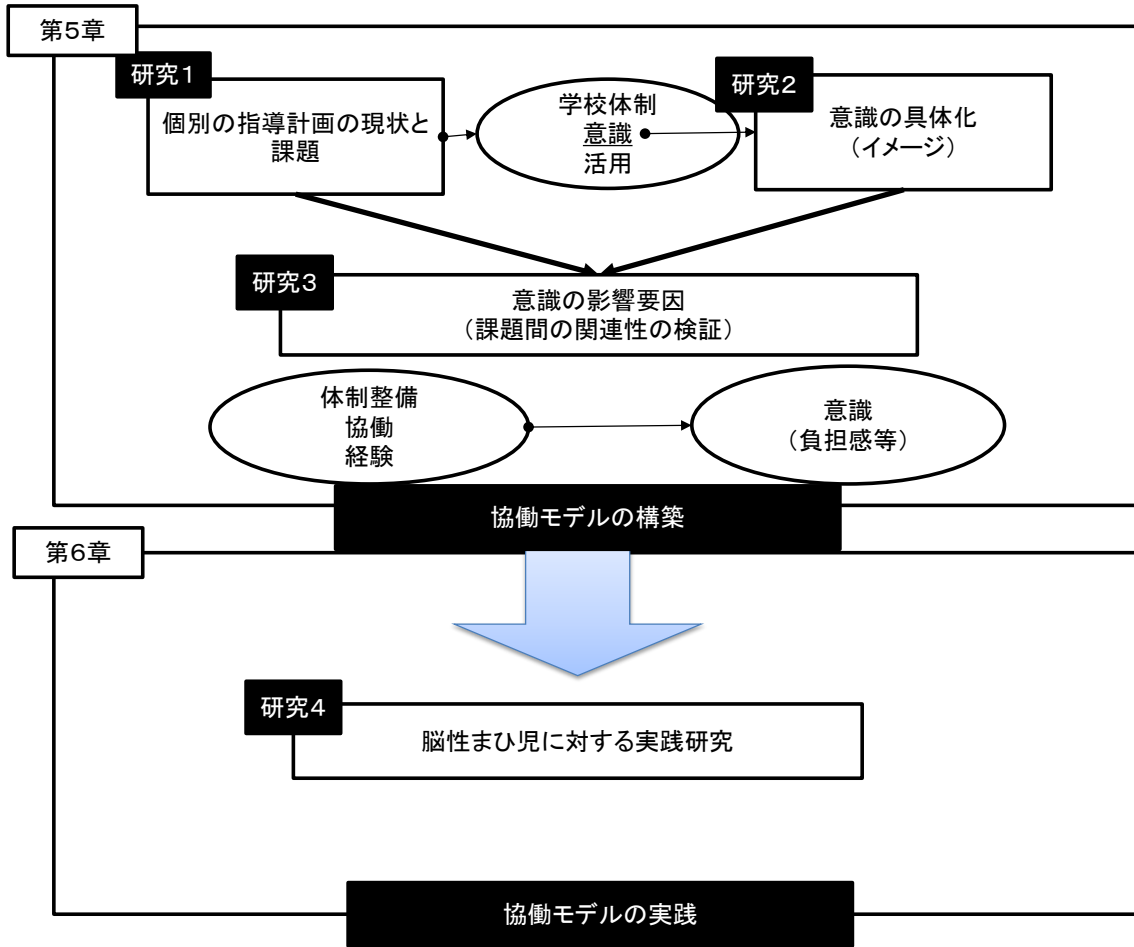 第5章
研究1
個別の指導計画の現状と
課題
学校体制
意識
活用
研究2
意識の具体化
(イメージ)
研究3
意識の影響要因
(課題間の関連性の検証)
体制整備
協働
経験
意識
(負担感等)
協働モデルの構築
第6章
研究4
脳性まひ児に対する実践研究
協働モデルの実践